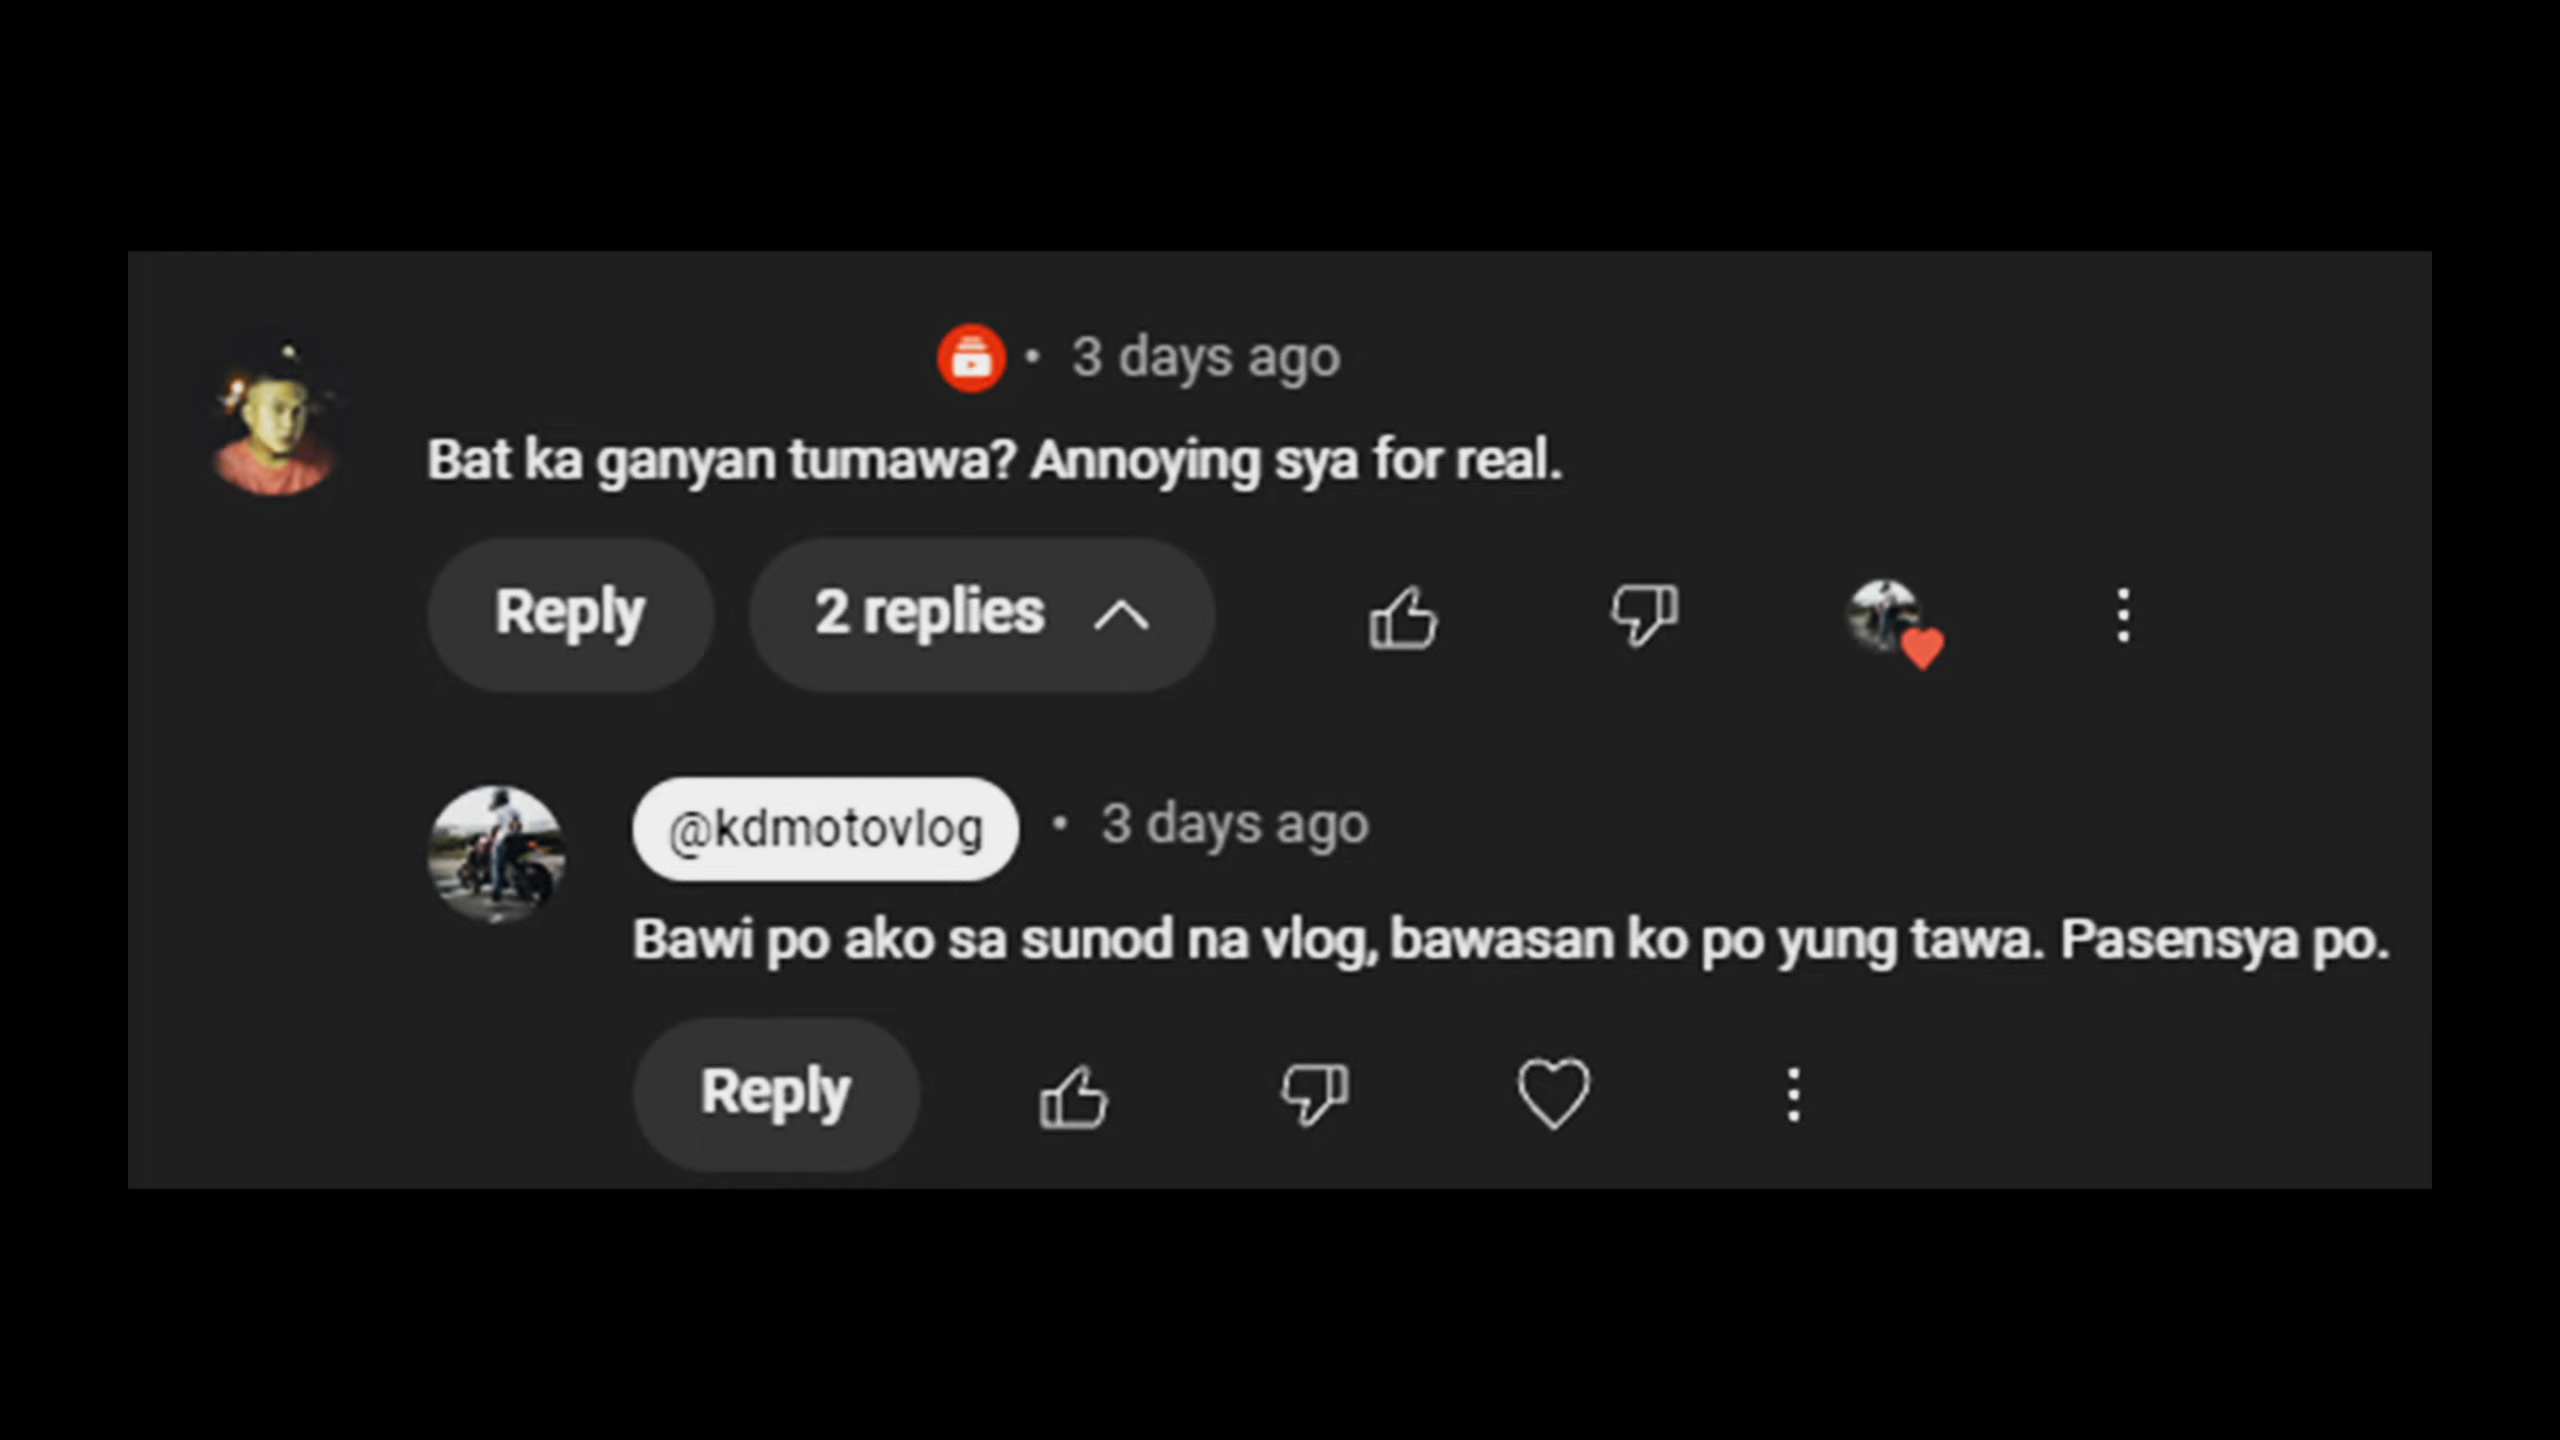 • 3 days ago
Bat ka ganyan tumawa? Annoying sya for real.
Reply 2 replies
@kdmotovlog • 3 days ago
Bawi po ako sa sunod na vlog, bawasan ko po yung tawa. Pasensya po.
Reply